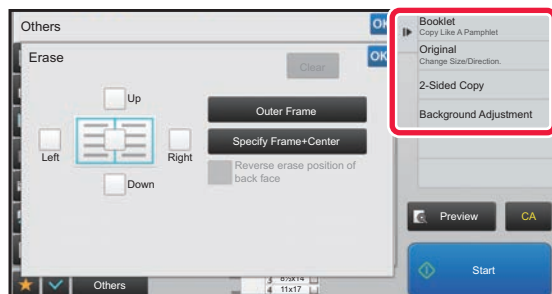 Others
OK
Erase
Clear
OK
Up
Left
Right
Down
Outer Frame
Specify Frame+Center
Reverse erase position of
back face
Booklet
Copy Like A Pamphlet
Original
Change Size/Direction.
2-Sided Copy
Background Adjustment
Preview
CA
Start
Others
3 8½x14
4 11x17